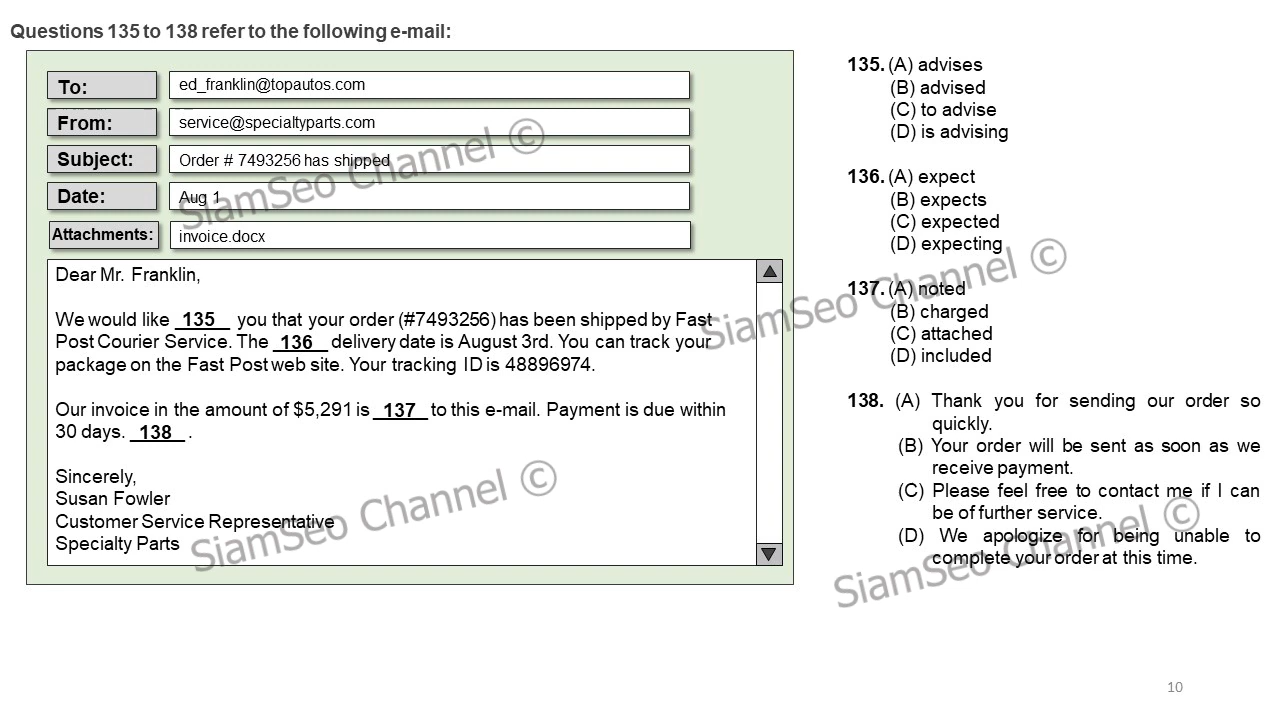 Questions 135 to 138 refer to the following e-mail:
To:
ed_franklin@topautos.com
From:
service@specialtyparts.com
Subject:
Order # 7493256 has shipped
Date:
Aug 1
Attachments:
invoice.docx
Dear Mr. Franklin,
We would like 135 you that your order (#7493256) has been shipped by Fast
Post Courier Service. The 136 delivery date is August 3rd. You can track your
package on the Fast Post web site. Your tracking ID is 48896974.
Our invoice in the amount of $5,291 is 137 to this e-mail. Payment is due within
30 days. 138 .
Sincerely,
Susan Fowler
Customer Service Representative
Specialty Parts
135. (A) advises
(B) advised
(C) to advise
(D) is advising
136. (A) expect
(B) expects
(C) expected
(D) expecting
137. (A) noted
(B) charged
(C) attached
(D) included
138. (A) Thank you for sending our order so
quickly.
(B) Your order will be sent as soon as we
receive payment.
(C) Please feel free to contact me if I can
be of further service.
(D) We apologize for being unable to
complete your order at this time.
SiamSeo Channel ©
SiamSeo Channel ©
SiamSeo Channel ©
SiamSeo Channel ©
10